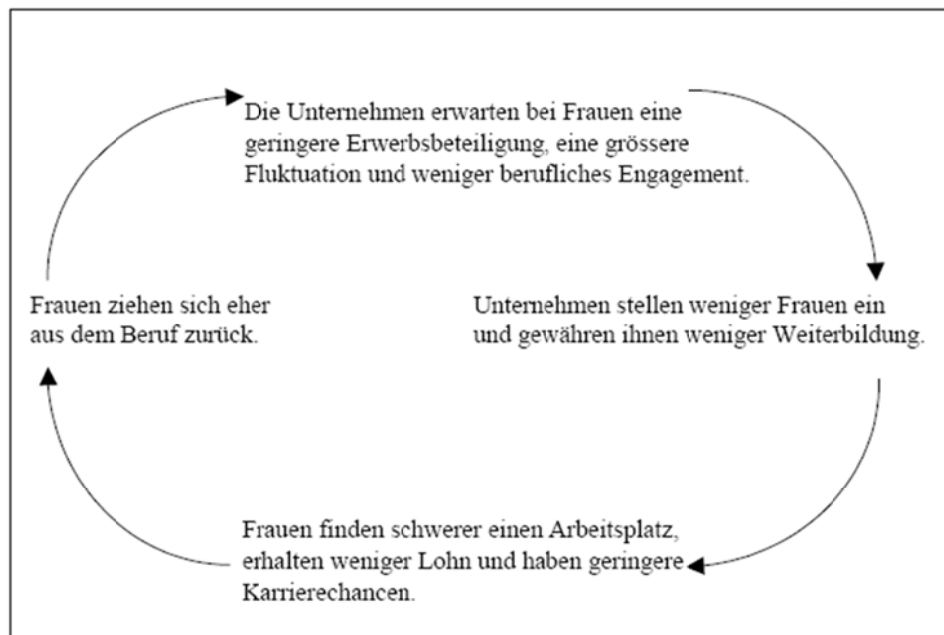 Die Unternehmen erwarten bei Frauen eine
geringere Erwerbsbeteiligung, eine grössere
Fluktuation und weniger berufliches Engagement.
Unternehmen stellen weniger Frauen ein
und gewähren ihnen weniger Weiterbildung.
Frauen finden schwerer einen Arbeitsplatz,
erhalten weniger Lohn und haben geringere
Karrierechancen.
Frauen ziehen sich eher
aus dem Beruf zurück.